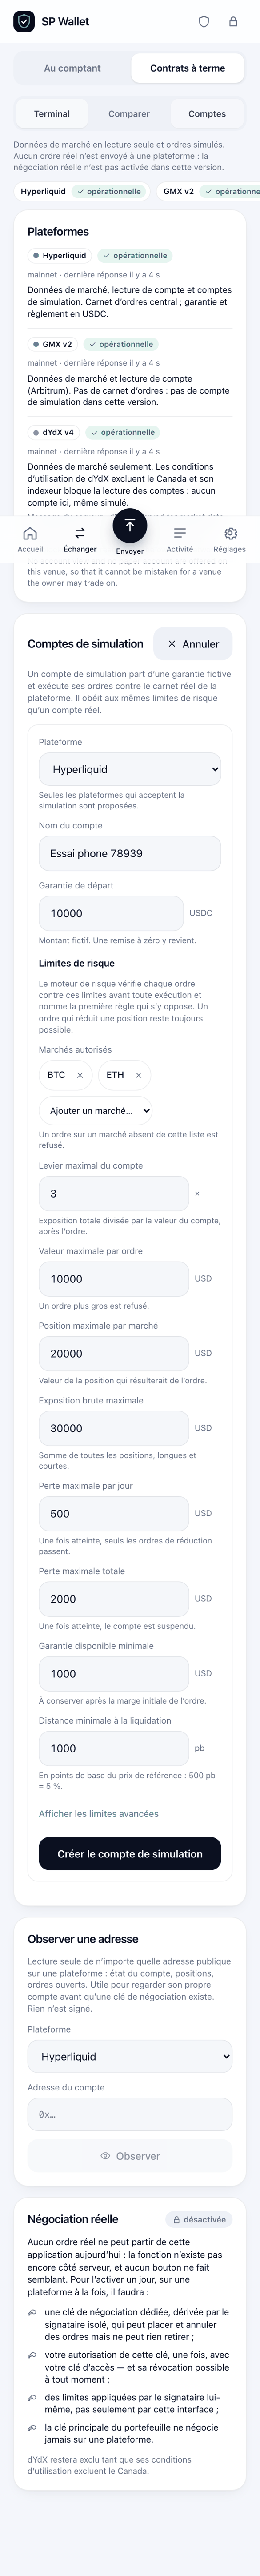 SP Wallet
Au comptant
Contrats à terme
Terminal
Comparer
Comptes
Données de marché en lecture seule et ordres simulés.
Aucun ordre réel n'est envoyé à une plateforme : la
négociation réelle n'est pas activée dans cette version.
Hyperliquid
opérationnelle
GMX v2
opérationne
Plateformes
Hyperliquid
opérationnelle
mainnet · dernière réponse il y a 4 s
Données de marché, lecture de compte et comptes
de simulation. Carnet d'ordres central ; garantie et
règlement en USDC.
GMX v2
opérationnelle
mainnet · dernière réponse il y a 4 s
Données de marché et lecture de compte
(Arbitrum). Pas de carnet d'ordres : pas de compte
de simulation dans cette version.
dYdX v4
opérationnelle
mainnet · dernière réponse il y a 4 s
Données de marché seulement. Les conditions
d'utilisation de dYdX excluent le Canada et son
indexeur bloque la lecture des comptes : aucun
compte ici, même simulé.
Accueil
Échanger
Envoyer
Activité
Réglages
this venue, so that it cannot be mistaken for a venue
the owner may trade on.
Comptes de simulation
Annuler
Un compte de simulation part d'une garantie fictive
et exécute ses ordres contre le carnet réel de la
plateforme. Il obéit aux mêmes limites de risque
qu'un compte réel.
Plateforme
Hyperliquid
Seules les plateformes qui acceptent la
simulation sont proposées.
Nom du compte
Essai phone 78939
Garantie de départ
10000
USDC
Montant fictif. Une remise à zéro y revient.
Limites de risque
Le moteur de risque vérifie chaque ordre
contre ces limites avant toute exécution et
nomme la première règle qui s'y oppose. Un
ordre qui réduit une position reste toujours
possible.
Marchés autorisés
BTC ×
ETH ×
Ajouter un marché…
Un ordre sur un marché absent de cette liste est
refusé.
Levier maximal du compte
3
×
Exposition totale divisée par la valeur du compte,
après l'ordre.
Valeur maximale par ordre
10000
USD
Un ordre plus gros est refusé.
Position maximale par marché
20000
USD
Valeur de la position qui résulterait de l'ordre.
Exposition brute maximale
30000
USD
Somme de toutes les positions, longues et
courtes.
Perte maximale par jour
500
USD
Une fois atteinte, seuls les ordres de réduction
passent.
Perte maximale totale
2000
USD
Une fois atteinte, le compte est suspendu.
Garantie disponible minimale
1000
USD
À conserver après la marge initiale de l'ordre.
Distance minimale à la liquidation
1000
pb
En points de base du prix de référence : 500 pb
= 5 %.
Afficher les limites avancées
Créer le compte de simulation
Observer une adresse
Lecture seule de n'importe quelle adresse publique
sur une plateforme : état du compte, positions,
ordres ouverts. Utile pour regarder son propre
compte avant qu'une clé de négociation existe.
Rien n'est signé.
Plateforme
Hyperliquid
Adresse du compte
0x…
Observer
Négociation réelle
désactivée
Aucun ordre réel ne peut partir de cette
application aujourd'hui : la fonction n'existe pas
encore côté serveur, et aucun bouton ne fait
semblant. Pour l'activer un jour, sur une
plateforme à la fois, il faudra :
une clé de négociation dédiée, dérivée par le
signataire isolé, qui peut placer et annuler
des ordres mais ne peut rien retirer ;
votre autorisation de cette clé, une fois, avec
votre clé d'accès — et sa révocation possible
à tout moment ;
des limites appliquées par le signataire lui-
même, pas seulement par cette interface ;
la clé principale du portefeuille ne négocie
jamais sur une plateforme.
dYdX restera exclu tant que ses conditions
d'utilisation excluent le Canada.